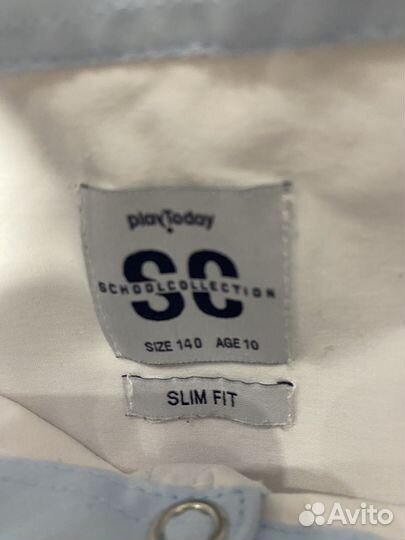 playToday
SC
SCHOOLCOLLECTION
SIZE 140 AGE 10
SLIM FIT
Avito